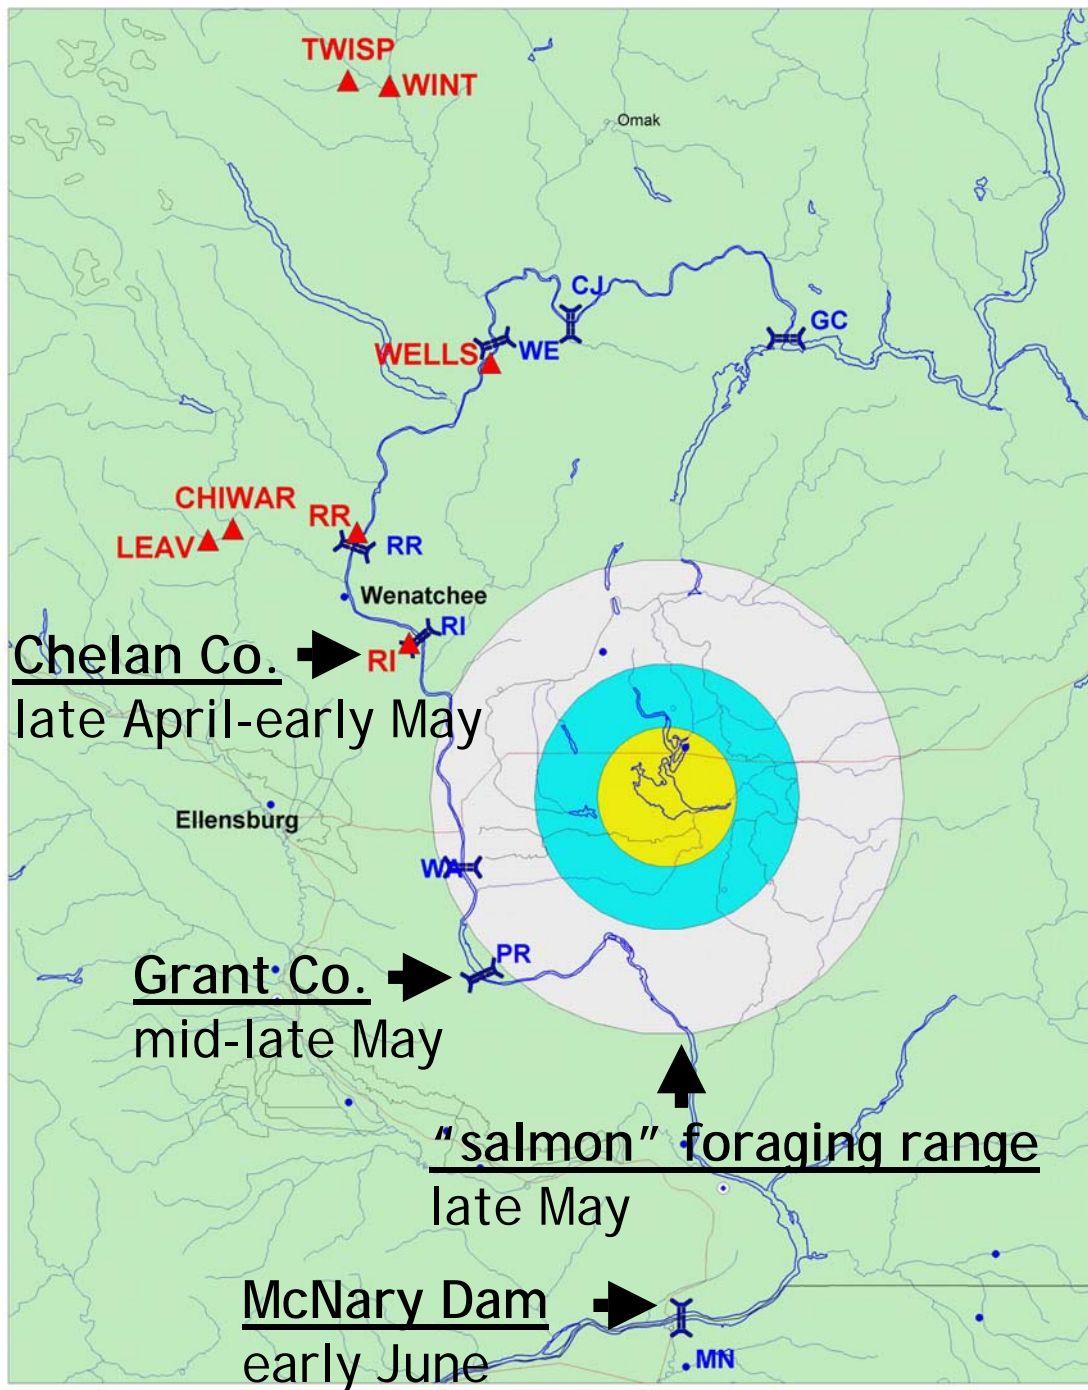 TWISP
WINT
Omak
CJ
GC
WELLS
WE
CHIWAR
RR
LEAV
RR
Wenatchee
RI
Chelan Co.
RI
late April-early May
Ellensburg
WA
PR
Grant Co.
mid-late May
"salmon" foraging range
late May
McNary Dam
early June
MN